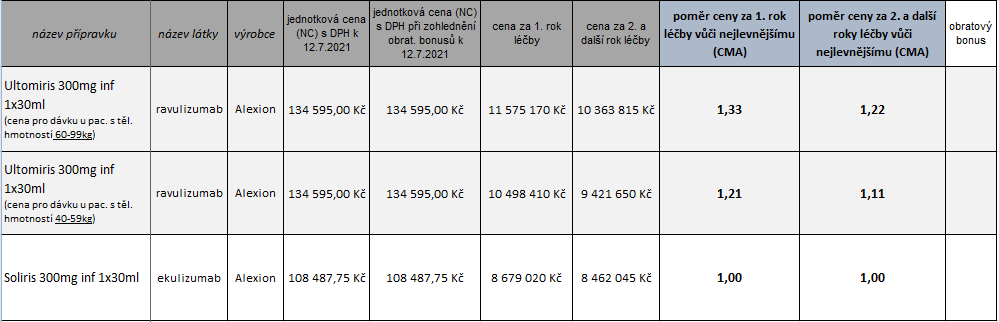 název přípravku
název látky
výrobce
jednotková cena
(NC) s DPH k
12.7.2021
jednotková cena (NC)
s DPH při zohlednění
obrat. bonusů k
12.7.2021
cena za 1. rok
léčby
cena za 2. a
další rok léčby
poměr ceny za 1. rok
léčby vůči nejlevnějšímu
(CMA)
poměr ceny za 2. a další
roky léčby vůči
nejlevnějšímu (CMA)
obratový
bonus
Ultomiris 300mg inf
1x30ml
(cena pro dávku u pac. s těl.
hmotností 60-99kg)
ravulizumab
Alexion
134 595,00 Kč
134 595,00 Kč
11 575 170 Kč
10 363 815 Kč
1,33
1,22
Ultomiris 300mg inf
1x30ml
(cena pro dávku u pac. s těl.
hmotností 40-59kg)
ravulizumab
Alexion
134 595,00 Kč
134 595,00 Kč
10 498 410 Kč
9 421 650 Kč
1,21
1,11
Soliris 300mg inf 1x30ml
ekulizumab
Alexion
108 487,75 Kč
108 487,75 Kč
8 679 020 Kč
8 462 045 Kč
1,00
1,00